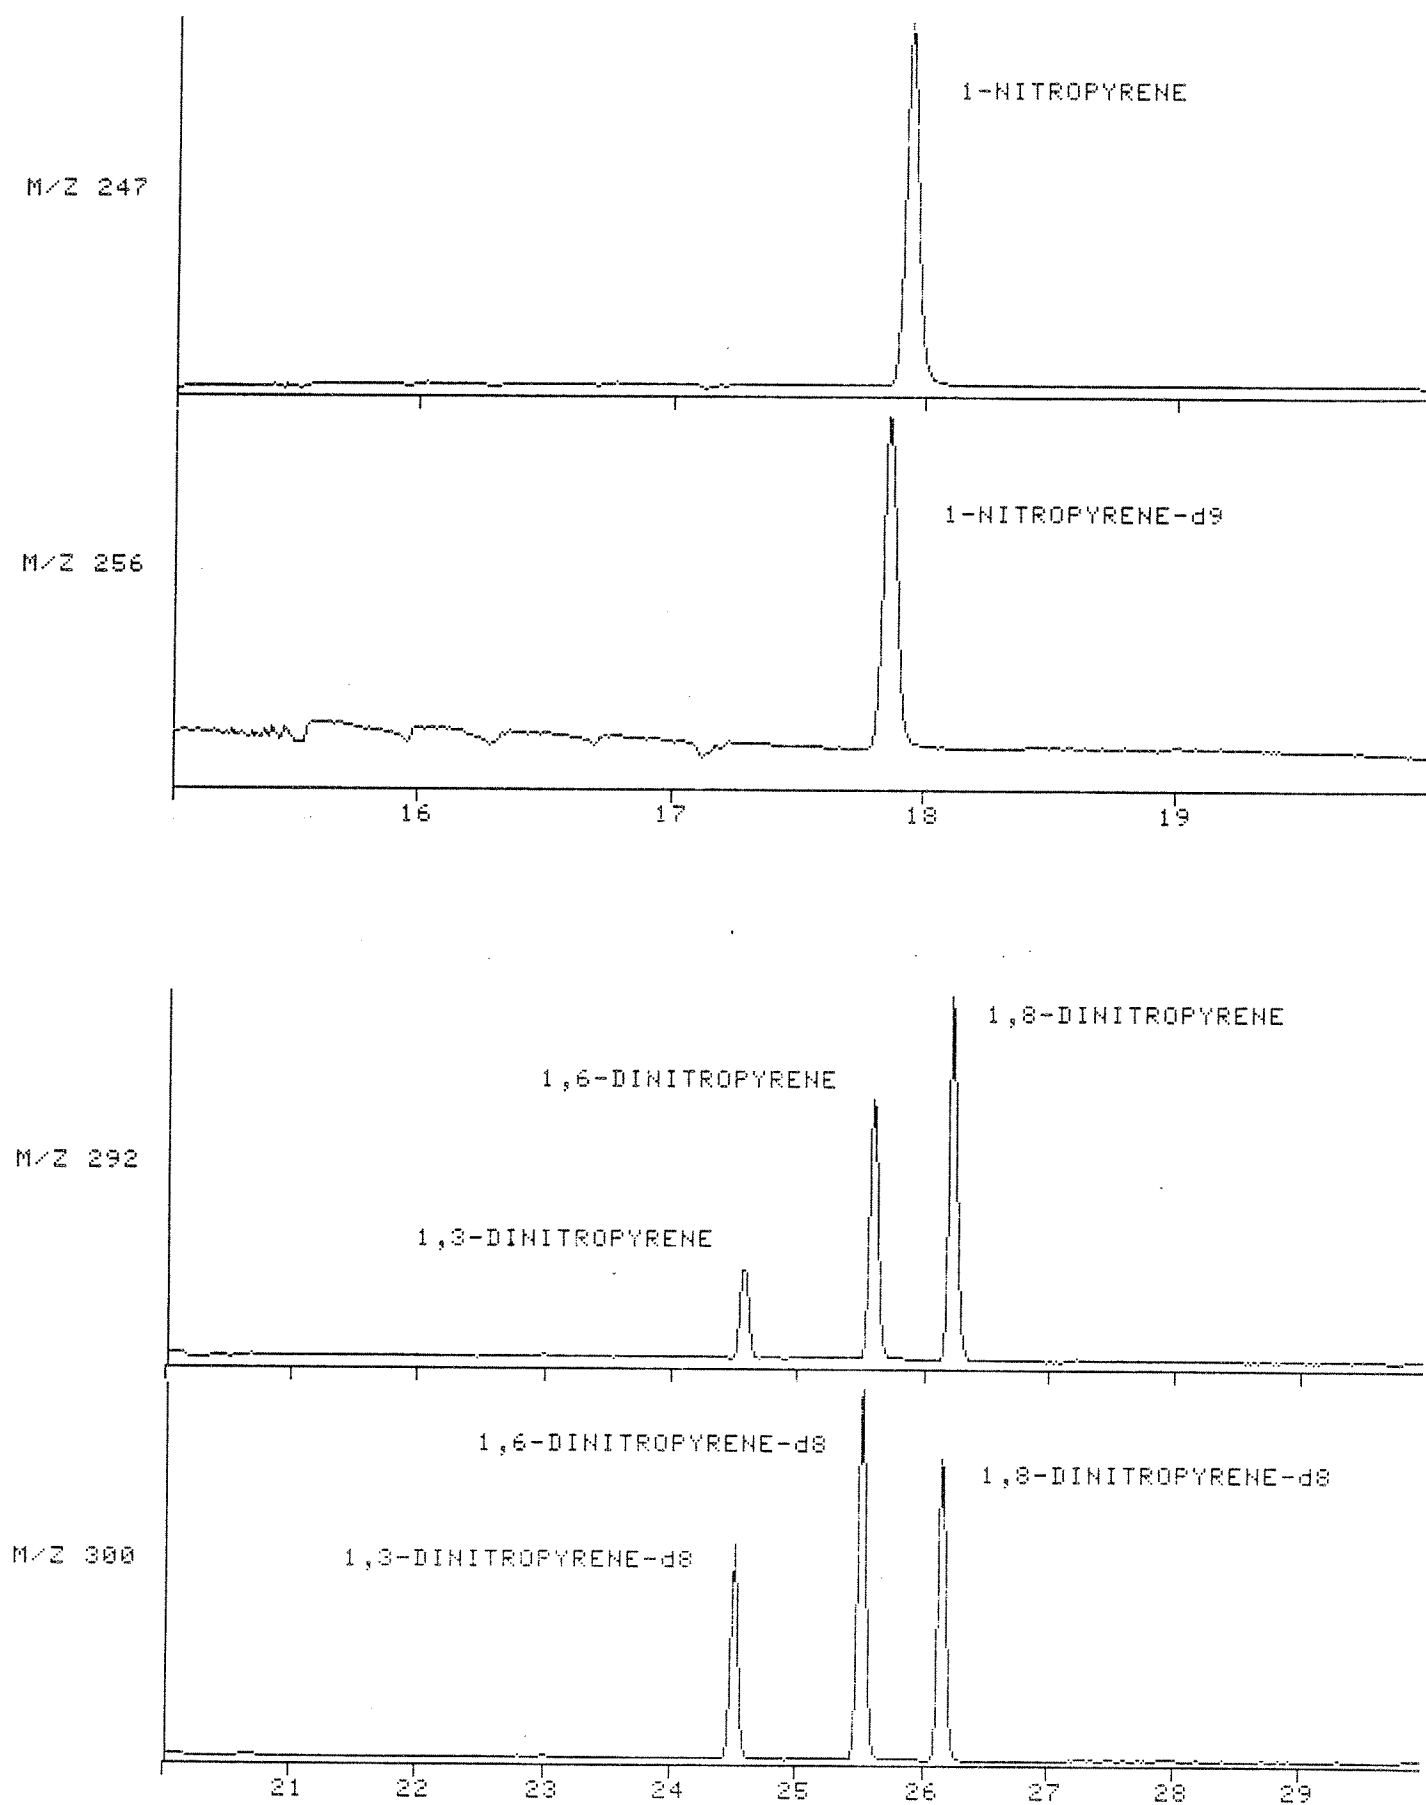 1-NITROPYRENE
M/Z 247
1-NITROPYRENE-d9
M/Z 256
16 17 18 19
1,8-DINITROPYRENE
1,6-DINITROPYRENE
M/Z 292
1,3-DINITROPYRENE
1,6-DINITROPYRENE-d8
1,8-DINITROPYRENE-d8
M/Z 300
1,3-DINITROPYRENE-d8
21 22 23 24 25 26 27 28 29